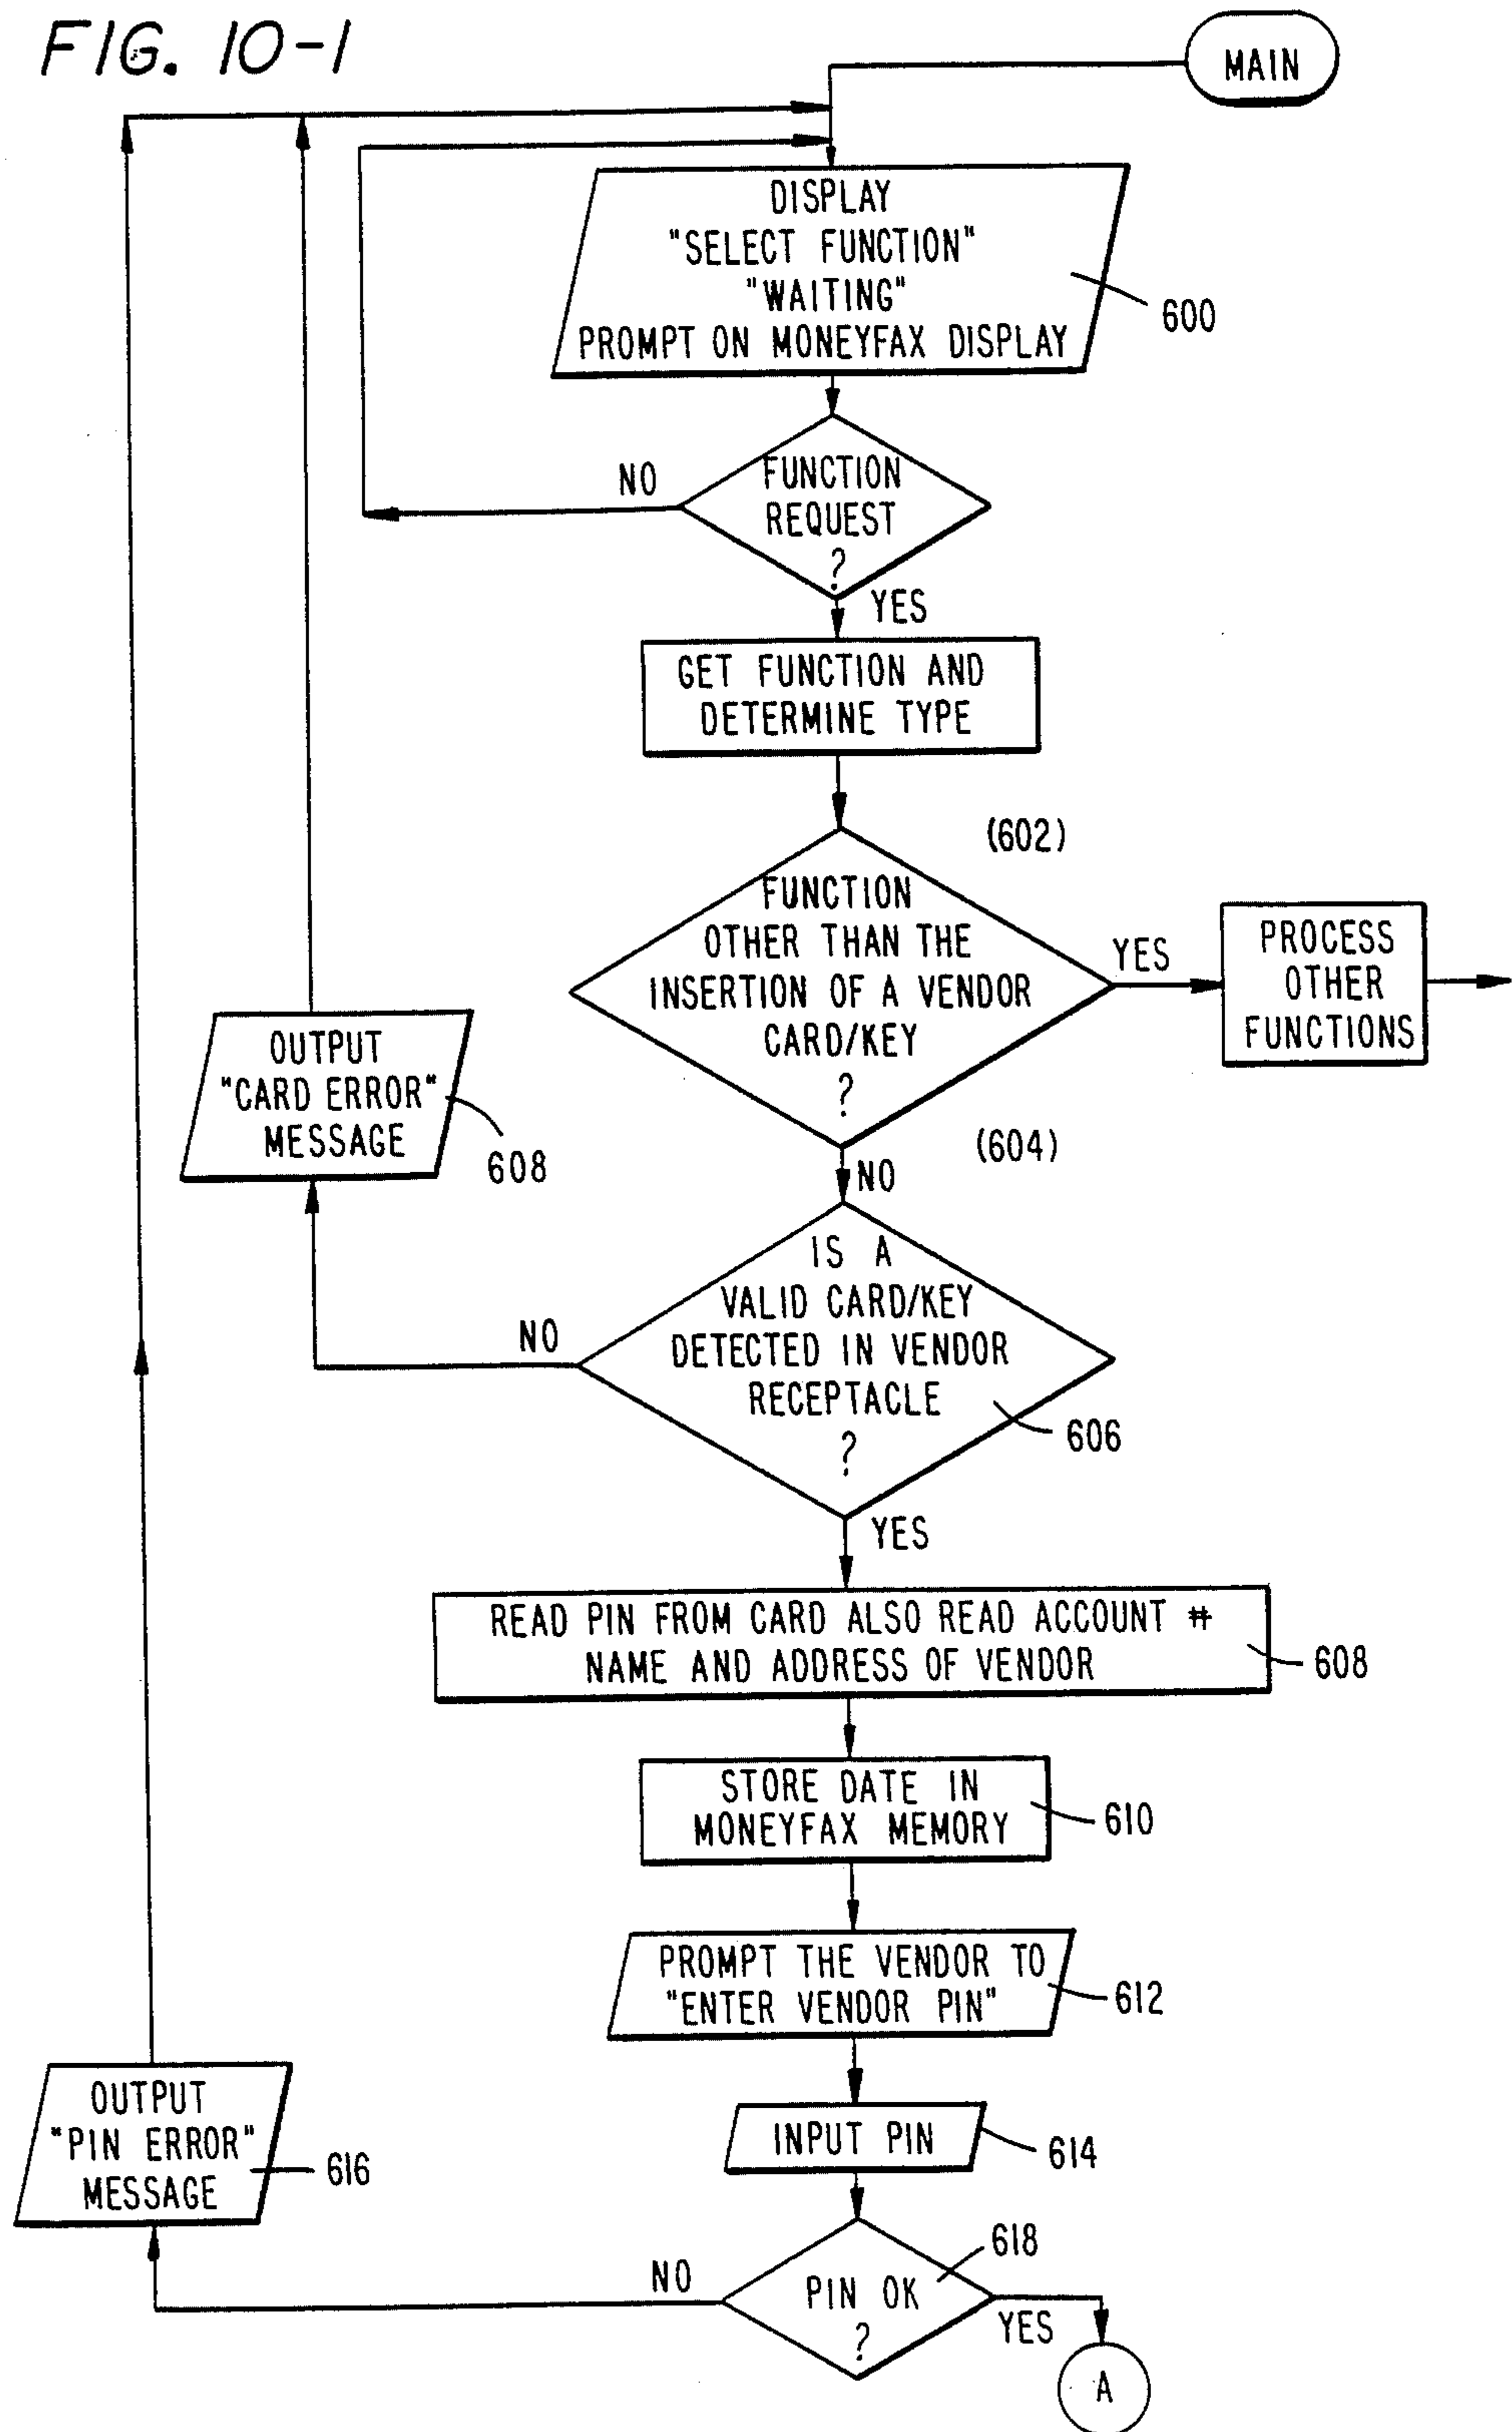 FIG. 10-1
MAIN
DISPLAY
"SELECT FUNCTION"
"WAITING"
PROMPT ON MONEYFAX DISPLAY
600
FUNCTION
REQUEST
?
NO
YES
GET FUNCTION AND
DETERMINE TYPE
(602)
FUNCTION
OTHER THAN THE
INSERTION OF A VENDOR
CARD/KEY
?
YES
PROCESS
OTHER
FUNCTIONS
OUTPUT
"CARD ERROR"
MESSAGE
608
(604)
NO
IS A
VALID CARD/KEY
DETECTED IN VENDOR
RECEPTACLE
?
NO
606
YES
READ PIN FROM CARD ALSO READ ACCOUNT #
NAME AND ADDRESS OF VENDOR
608
STORE DATE IN
MONEYFAX MEMORY
610
PROMPT THE VENDOR TO
"ENTER VENDOR PIN"
612
INPUT PIN
614
OUTPUT
"PIN ERROR"
MESSAGE
616
618
PIN OK
?
NO
YES
A